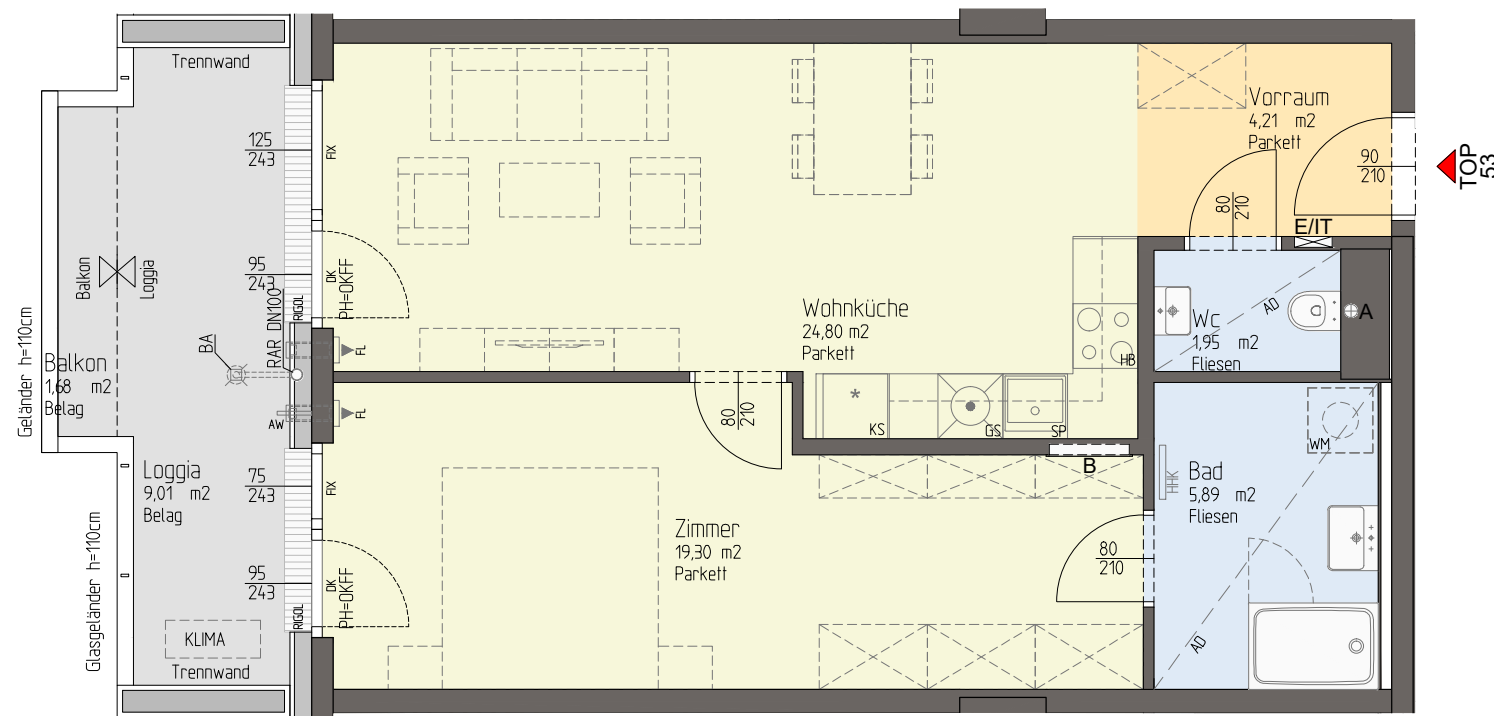 Trennwand
125
243
FIX
95
243
DK
PH=OKFF
RIGOL
RAR DN100
Balkon
Loggia
BA
Geländer h=110cm
Balkon
1,68 m2
Belag
FL
FL
AW
Loggia
9,01 m2
Belag
75
243
FIX
95
243
DK
PH=OKFF
RIGOL
Glasgeländer h=110cm
KLIMA
Trennwand
Wohnküche
24,80 m2
Parkett
KS
GS
SP
HB
80
210
Zimmer
19,30 m2
Parkett
B
80
210
Vorraum
4,21 m2
Parkett
90
210
TOP
53
80
210
E/IT
Wc
1,95 m2
Fliesen
AD
A
Bad
5,89 m2
Fliesen
HHK
WM
AD